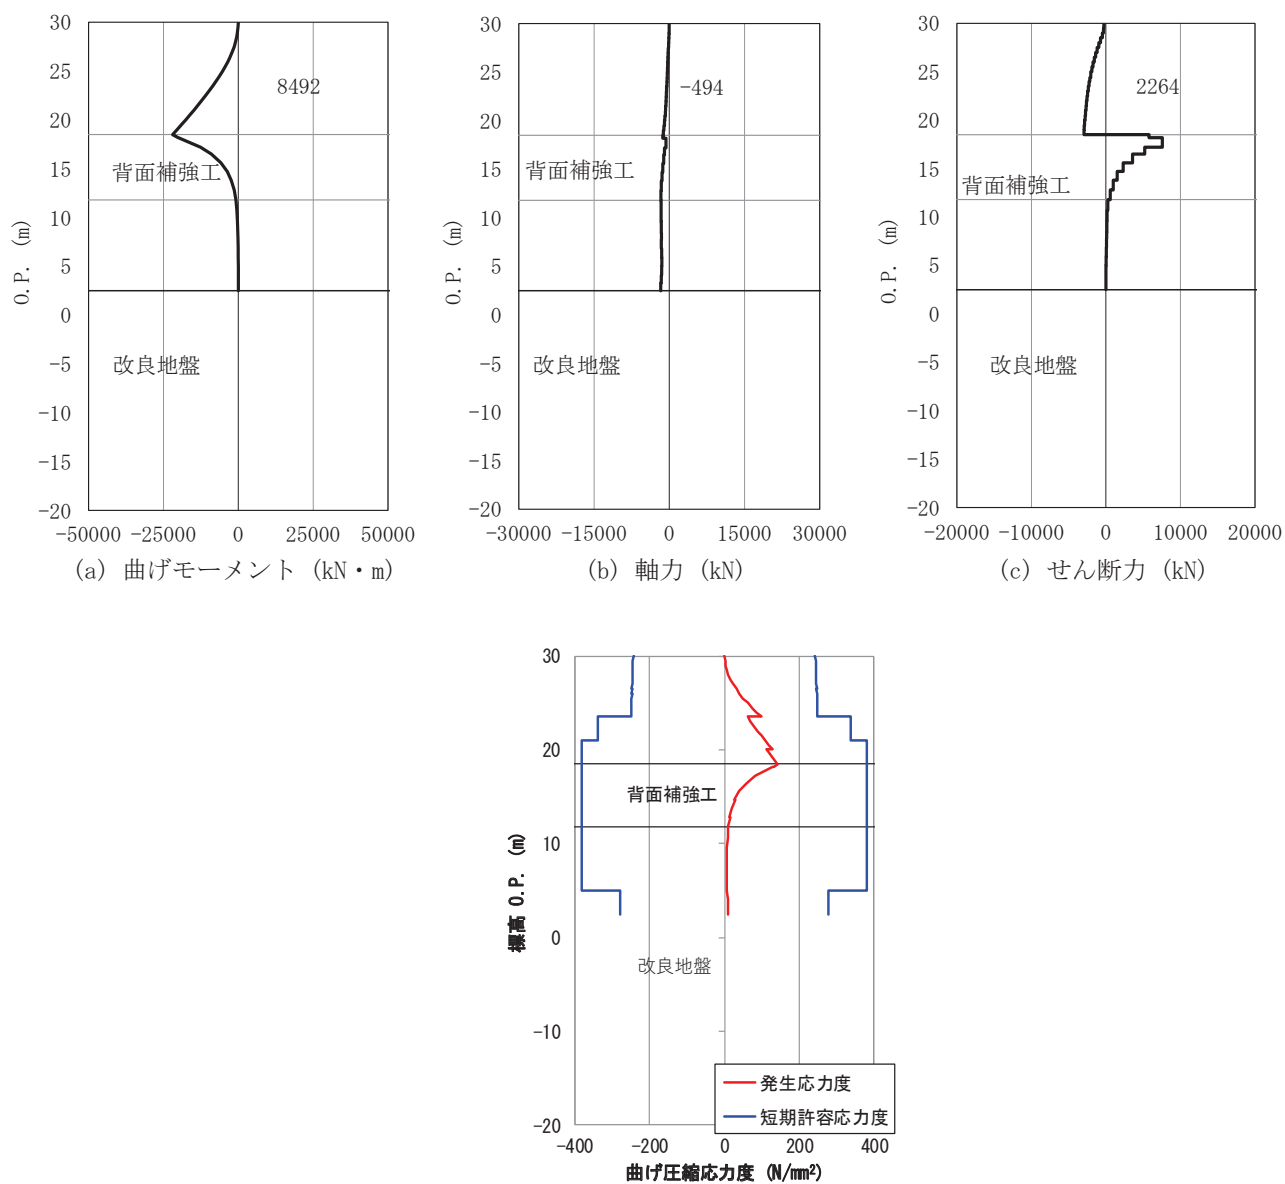 30
25
20
15
10
5
0
-5
-10
-15
-20
O.P. (m)
8492
背面補強工
改良地盤
-50000 -25000 0 25000 50000
(a) 曲げモーメント (kN・m)
30
25
20
15
10
5
0
-5
-10
-15
-20
O.P. (m)
-494
背面補強工
改良地盤
-30000 -15000 0 15000 30000
(b) 軸力 (kN)
30
25
20
15
10
5
0
-5
-10
-15
-20
O.P. (m)
2264
背面補強工
改良地盤
-20000 -10000 0 10000 20000
(c) せん断力 (kN)
30
20
10
0
-10
-20
標高 O.P. (m)
背面補強工
改良地盤
発生応力度
短期許容応力度
-400 -200 0 200 400
曲げ圧縮応力度 (N/mm²)